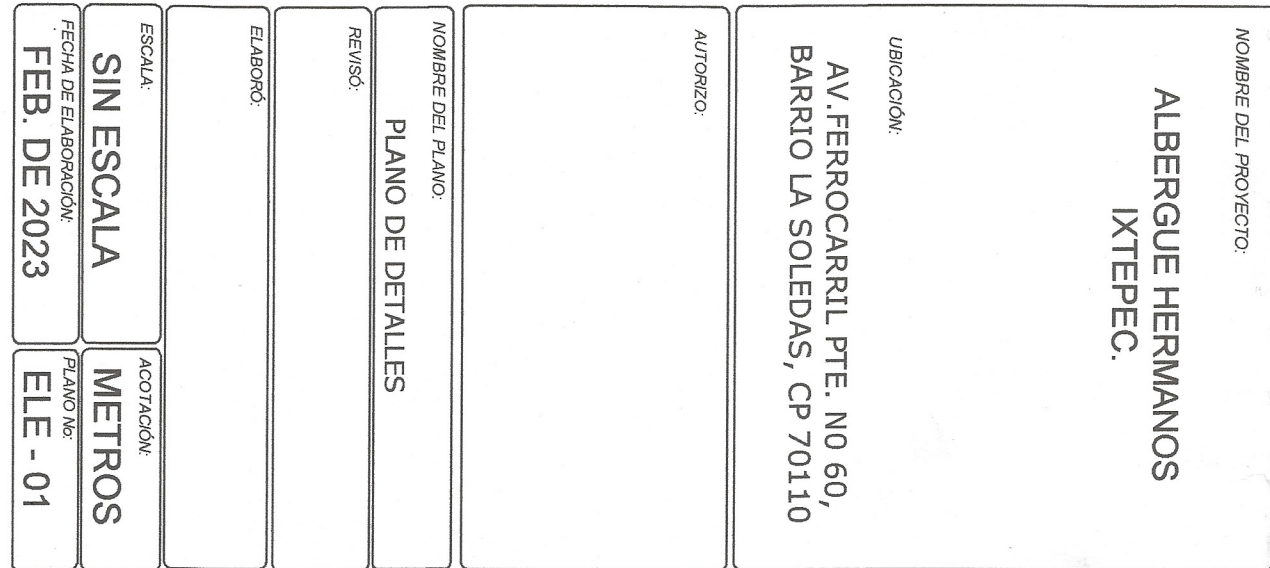 NOMBRE DEL PROYECTO:
ALBERGUE HERMANOS
IXTEPEC.
UBICACIÓN:
AV.FERROCARRIL PTE. N0 60,
BARRIO LA SOLEDAS, CP 70110
AUTORIZO:
NOMBRE DEL PLANO:
PLANO DE DETALLES
REVISÓ:
ELABORÓ:
ESCALA:
SIN ESCALA
ACOTACIÓN:
METROS
FECHA DE ELABORACIÓN:
FEB. DE 2023
PLANO No:
ELE - 01